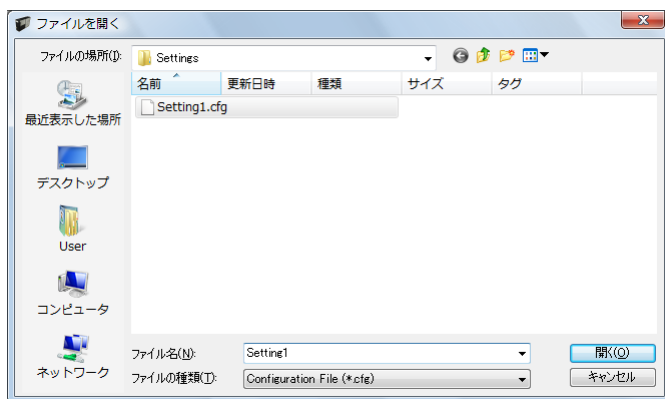 ファイルを開く
ファイルの場所(I):
Settings
名前 更新日時 種類 サイズ タグ
Setting1.cfg
最近表示した場所
デスクトップ
User
コンピュータ
ネットワーク
ファイル名(N):
Setting1
開く(O)
ファイルの種類(T):
Configuration File (*.cfg)
キャンセル